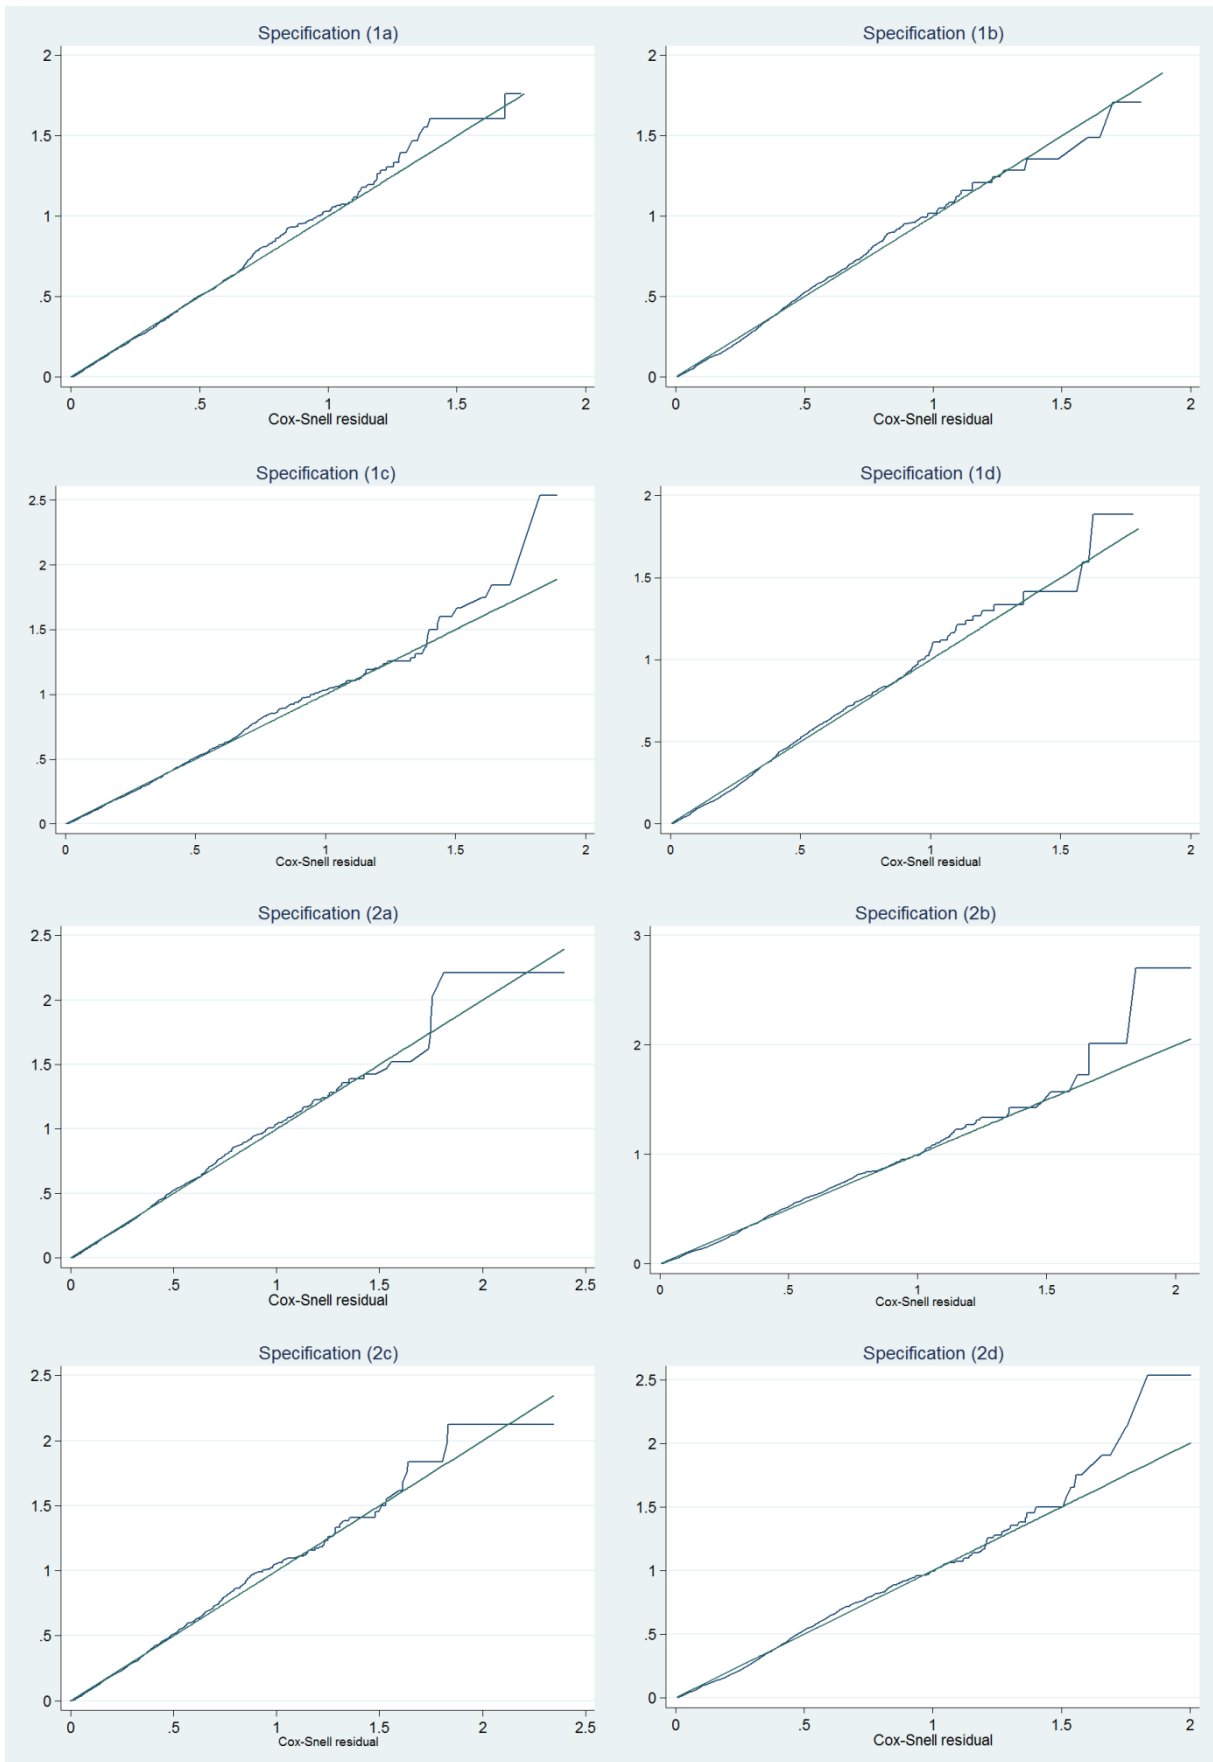 Specification (1a)
2
1.5
1
.5
0
0 .5 1 1.5 2
Cox-Snell residual
Specification (1b)
2
1.5
1
.5
0
0 .5 1 1.5 2
Cox-Snell residual
Specification (1c)
2.5
2
1.5
1
.5
0
0 .5 1 1.5 2
Cox-Snell residual
Specification (1d)
2
1.5
1
.5
0
0 .5 1 1.5 2
Cox-Snell residual
Specification (2a)
2.5
2
1.5
1
.5
0
0 .5 1 1.5 2 2.5
Cox-Snell residual
Specification (2b)
3
2
1
0
0 .5 1 1.5 2
Cox-Snell residual
Specification (2c)
2.5
2
1.5
1
.5
0
0 .5 1 1.5 2 2.5
Cox-Snell residual
Specification (2d)
2.5
2
1.5
1
.5
0
0 .5 1 1.5 2
Cox-Snell residual